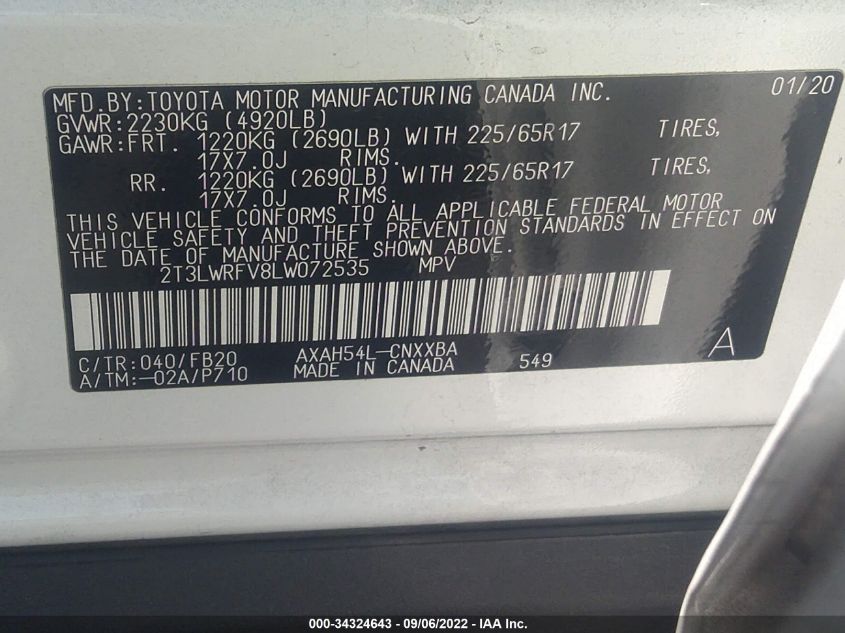 MFD.BY:TOYOTA MOTOR MANUFACTURING CANADA INC. 01/20
GVWR:2230KG (4920LB)
GAWR:FRT. 1220KG (2690LB) WITH 225/65R17 TIRES,
17X7.0J RIMS.
RR. 1220KG (2690LB) WITH 225/65R17 TIRES,
17X7.0J RIMS.
THIS VEHICLE CONFORMS TO ALL APPLICABLE FEDERAL MOTOR
VEHICLE SAFETY AND THEFT PREVENTION STANDARDS IN EFFECT ON
THE DATE OF MANUFACTURE SHOWN ABOVE.
2T3LWRFV8LW072535 MPV
C/TR:040/FB20 AXAH54L-CNXXBA A
A/TM:-02A/P710 MADE IN CANADA 549
000-34324643 - 09/06/2022 - IAA Inc.